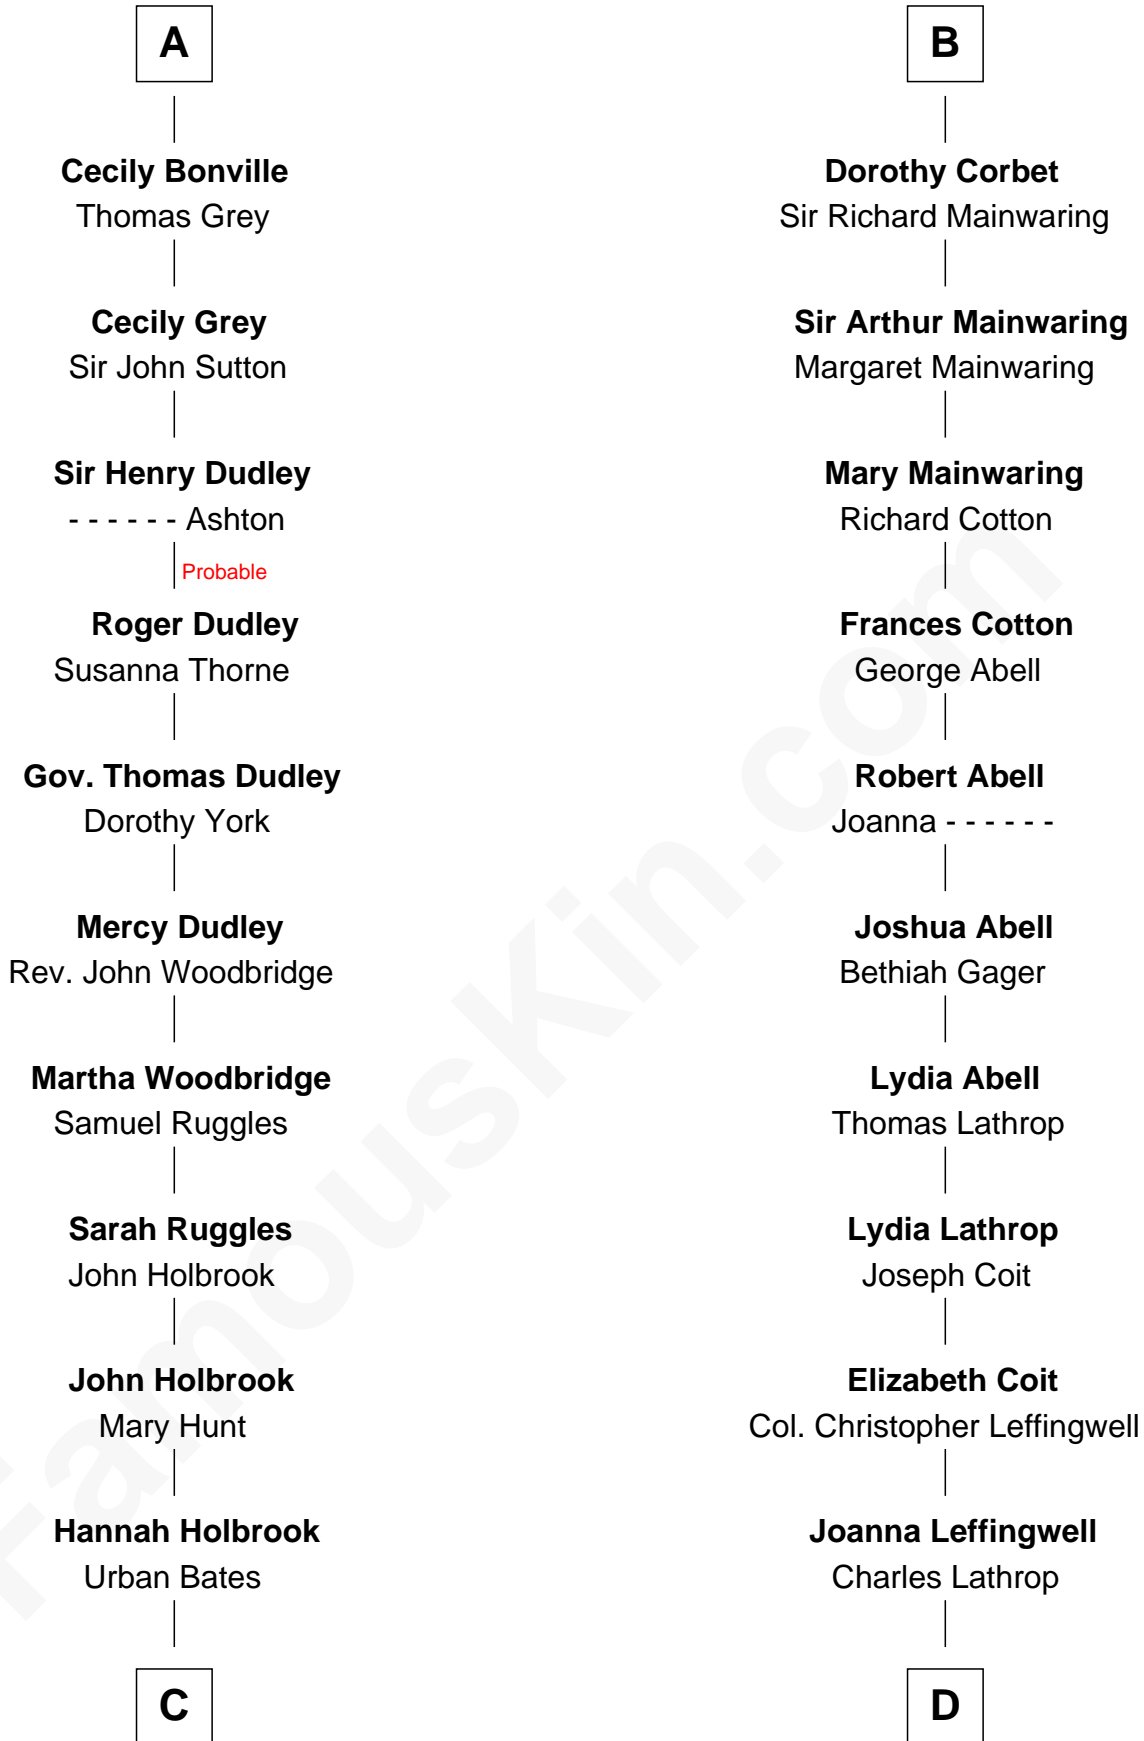 A
Cecily Bonville
Thomas Grey
Cecily Grey
Sir John Sutton
Sir Henry Dudley
- - - - - - Ashton
Probable
Roger Dudley
Susanna Thorne
Gov. Thomas Dudley
Dorothy York
Mercy Dudley
Rev. John Woodbridge
Martha Woodbridge
Samuel Ruggles
Sarah Ruggles
John Holbrook
John Holbrook
Mary Hunt
Hannah Holbrook
Urban Bates
C
B
Dorothy Corbet
Sir Richard Mainwaring
Sir Arthur Mainwaring
Margaret Mainwaring
Mary Mainwaring
Richard Cotton
Frances Cotton
George Abell
Robert Abell
Joanna - - - - - -
Joshua Abell
Bethiah Gager
Lydia Abell
Thomas Lathrop
Lydia Lathrop
Joseph Coit
Elizabeth Coit
Col. Christopher Leffingwell
Joanna Leffingwell
Charles Lathrop
D
FamousKin.com